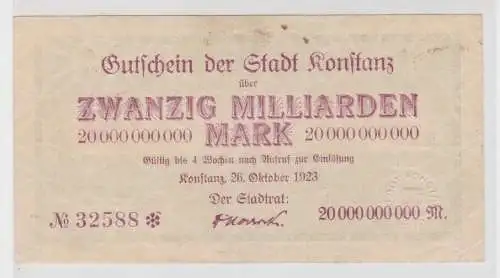 Gutschein der Stadt Konstanz
über
ZWANZIG MILLIARDEN
20 000 000 000 MARK 20 000 000 000
Gültig bis 4 Wochen nach Aufruf zur Einlösung
Konstanz, 26. Oktober 1923
Der Stadtrat:
№ 32588 ✻ 20 000 000 000 M.